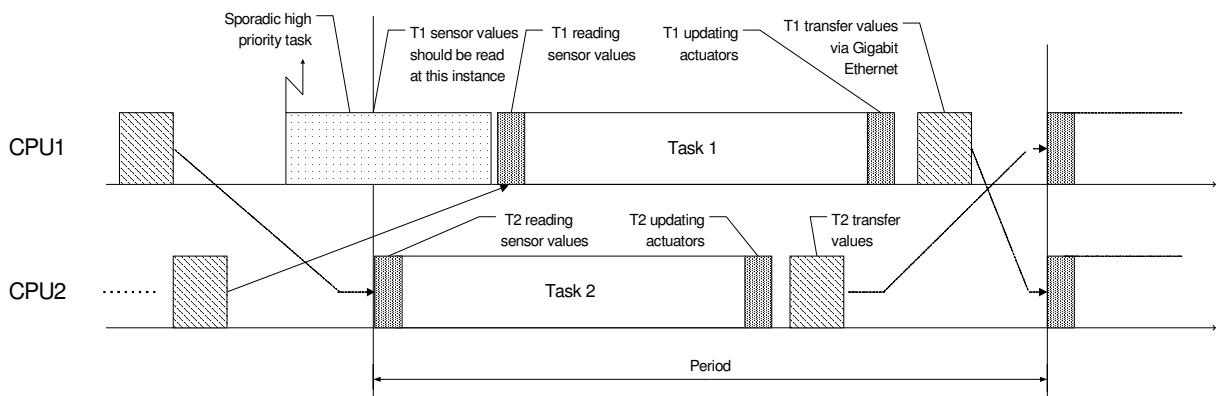 Sporadic high
priority task
T1 sensor values
should be read
at this instance
T1 reading
sensor values
T1 updating
actuators
T1 transfer values
via Gigabit
Ethernet
CPU1
Task 1
T2 reading
sensor values
T2 updating
actuators
T2 transfer
values
CPU2
Task 2
Period